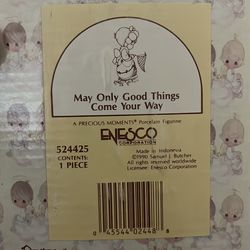 May Only Good Things
Come Your Way
A PRECIOUS MOMENTS® Porcelain Figurine
ENESCO
CORPORATION
524425
CONTENTS:
1 PIECE
Made in Indonesia
©1990 Samuel J. Butcher
All rights reserved worldwide
Licensee: Enesco Corporation
0 45544 02448 8